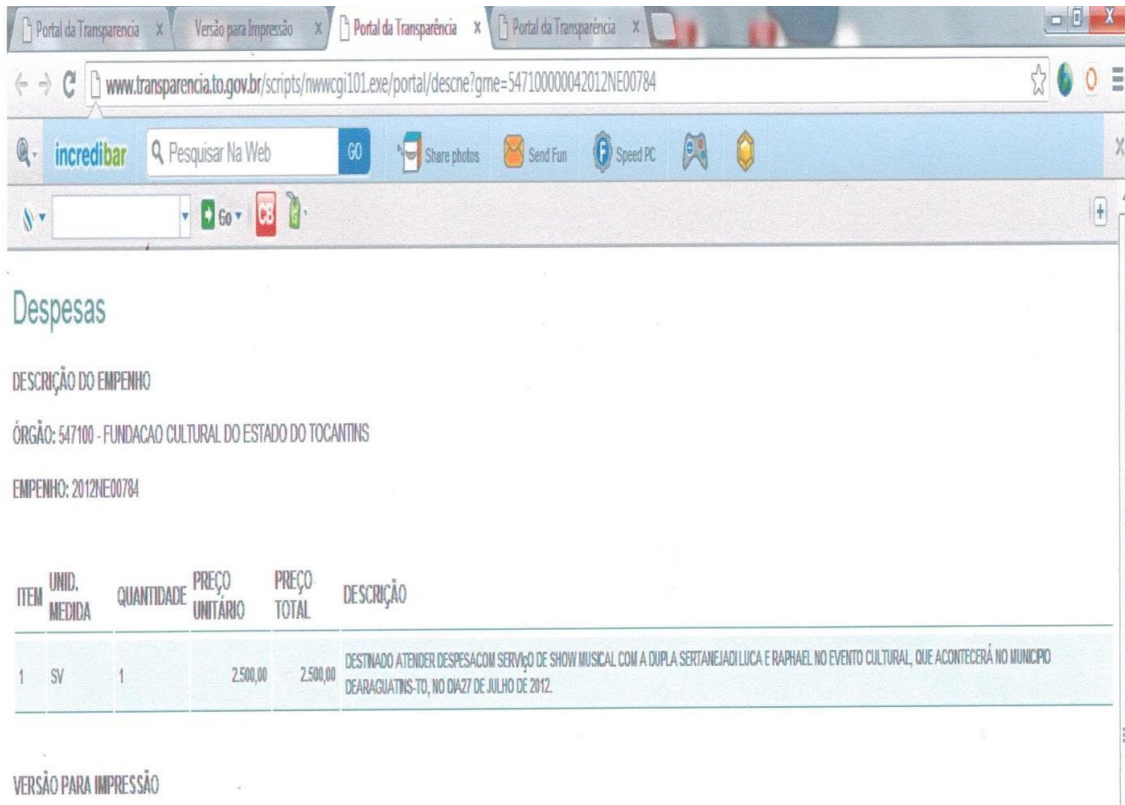 Portal da Transparencia x Versão para Impressão x Portal da Transparência x Portal da Transparência x
www.transparencia.to.gov.br/scripts/nwwcgi101.exe/portal/descne?grne=547100000042012NE00784
incredibar Pesquisar Na Web GO Share photos Send Fun Speed PC
Go CB
Despesas
DESCRIÇÃO DO EMPENHO
ÓRGÃO: 547100 - FUNDACAO CULTURAL DO ESTADO DO TOCANTINS
EMPENHO: 2012NE00784
ITEM UNID. MEDIDA QUANTIDADE PREÇO UNITÁRIO PREÇO TOTAL DESCRIÇÃO
1 SV 1 2.500,00 2.500,00 DESTINADO ATENDER DESPESACOM SERVIçO DE SHOW MUSICAL COM A DUPLA SERTANEJADI LUCA E RAPHAEL NO EVENTO CULTURAL, QUE ACONTECERÁ NO MUNICIPIO
DEARAGUATINS-TO, NO DIA27 DE JULHO DE 2012.
VERSÃO PARA IMPRESSÃO